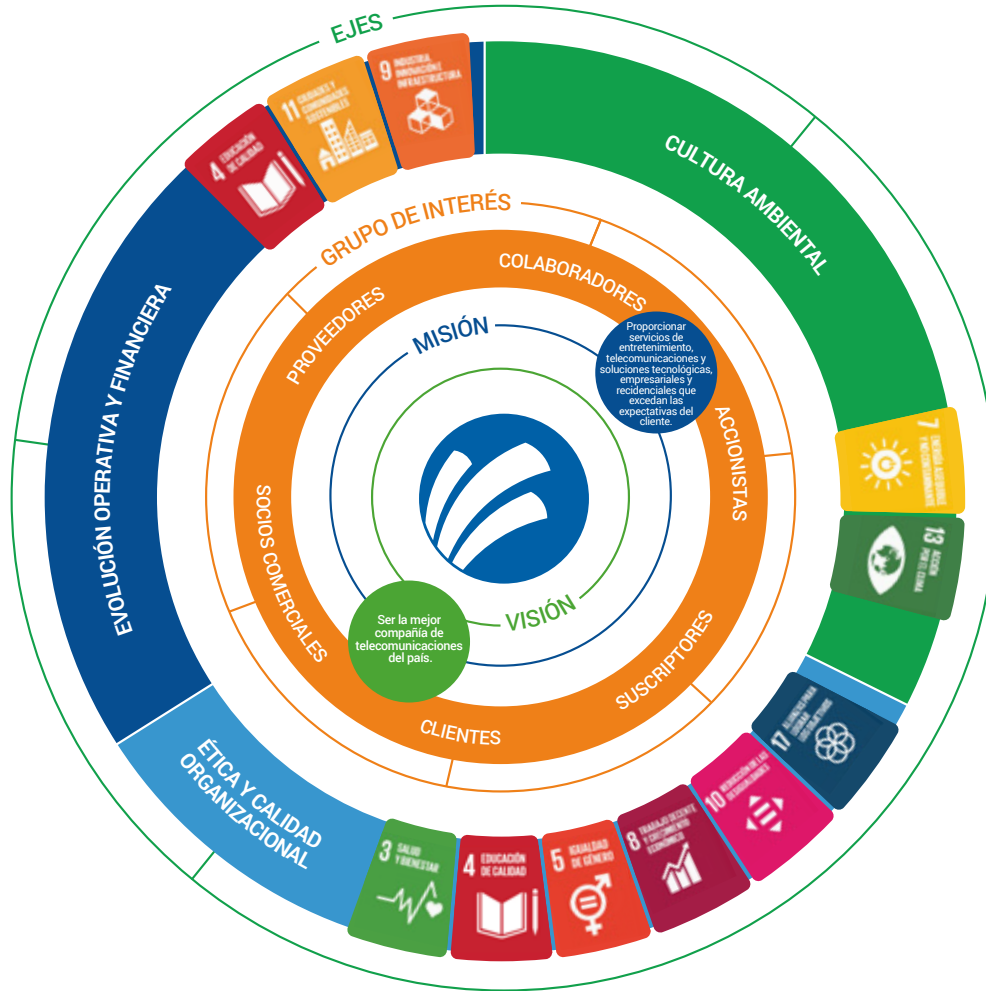 EJES
9 INDUSTRIA,
INNOVACIÓN E
INFRAESTRUCTURA
11 CIUDADES Y
COMUNIDADES
SOSTENIBLES
4 EDUCACIÓN
DE CALIDAD
CULTURA AMBIENTAL
7 ENERGÍA ASEQUIBLE
Y NO CONTAMINANTE
13 ACCIÓN
POR EL CLIMA
17 ALIANZAS PARA
LOGRAR
LOS OBJETIVOS
10 REDUCCIÓN DE LAS
DESIGUALDADES
8 TRABAJO DECENTE
Y CRECIMIENTO
ECONÓMICO
5 IGUALDAD
DE GÉNERO
4 EDUCACIÓN
DE CALIDAD
3 SALUD
Y BIENESTAR
ÉTICA Y CALIDAD
ORGANIZACIONAL
EVOLUCIÓN OPERATIVA Y FINANCIERA
GRUPO DE INTERÉS
COLABORADORES
ACCIONISTAS
SUSCRIPTORES
CLIENTES
SOCIOS COMERCIALES
PROVEEDORES
MISIÓN
Proporcionar
servicios de
entretenimiento,
telecomunicaciones y
soluciones tecnológicas,
empresariales y
recidenciales que
excedan las
expectativas del
cliente.
VISIÓN
Ser la mejor
compañía de
telecomunicaciones
del país.